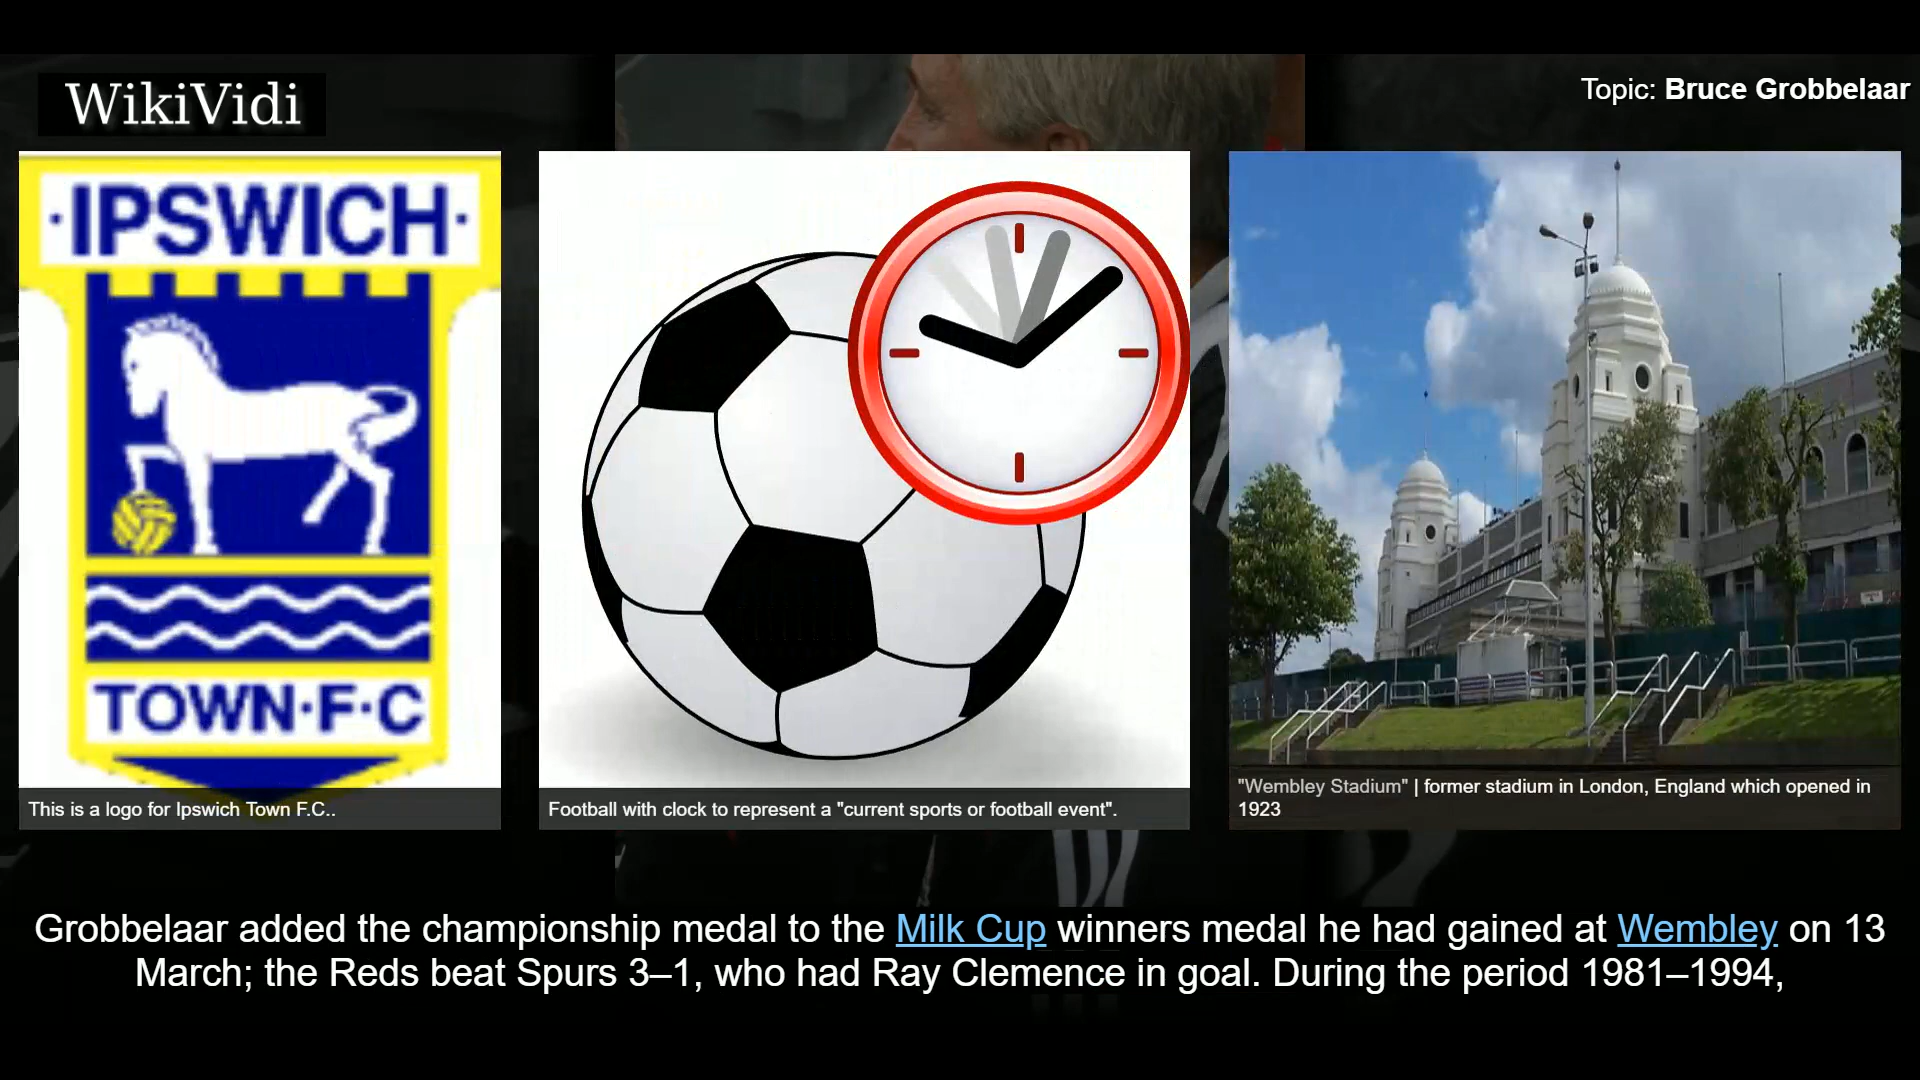 WikiVidi
Topic: Bruce Grobbelaar
·IPSWICH·
TOWN·F·C
This is a logo for Ipswich Town F.C..
Football with clock to represent a "current sports or football event".
"Wembley Stadium" | former stadium in London, England which opened in
1923
Grobbelaar added the championship medal to the Milk Cup winners medal he had gained at Wembley on 13
March; the Reds beat Spurs 3–1, who had Ray Clemence in goal. During the period 1981–1994,